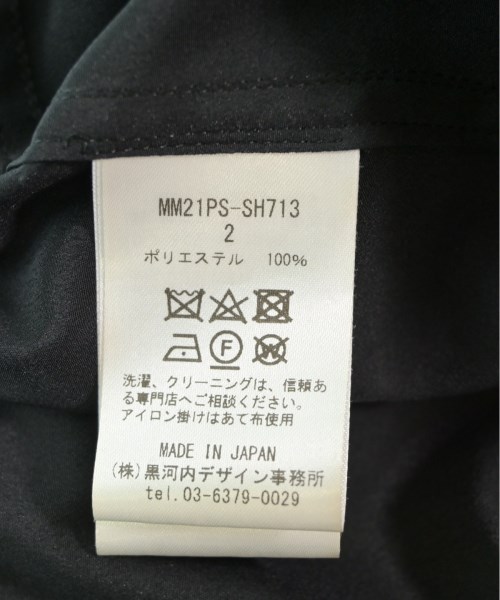 MM21PS-SH713
2
ポリエステル 100%
F W
洗濯、クリーニングは、信頼あ
る専門店へご相談ください。
アイロン掛けはあて布使用
MADE IN JAPAN
(株)黒河内デザイン事務所
tel.03-6379-0029